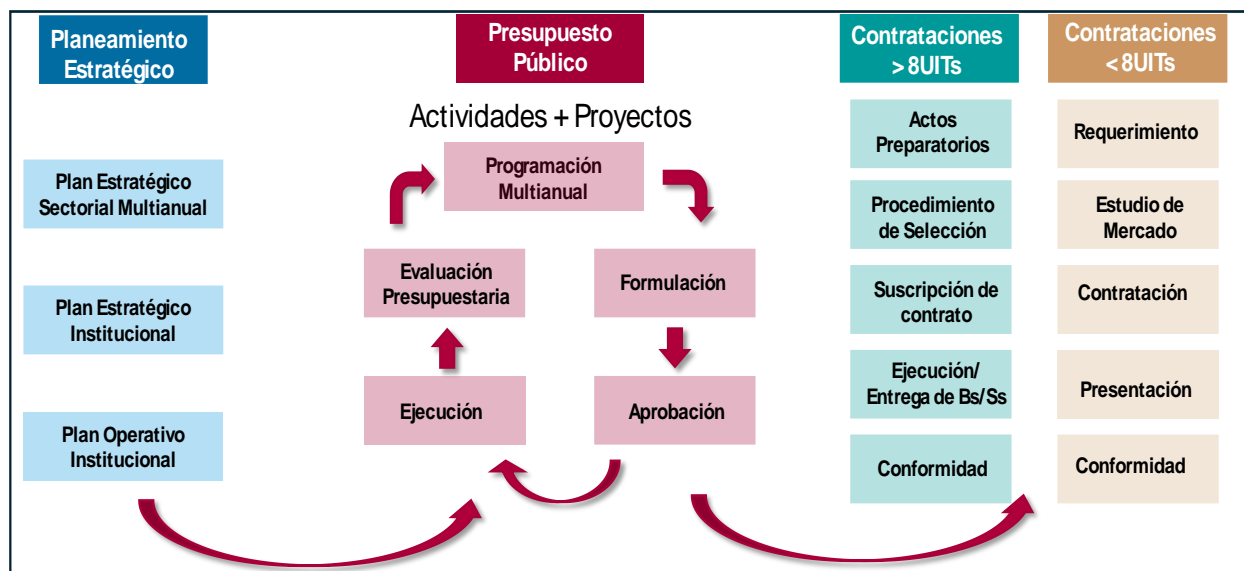 Planeamiento
Estratégico
Plan Estratégico
Sectorial Multianual
Plan Estratégico
Institucional
Plan Operativo
Institucional
Presupuesto
Público
Actividades + Proyectos
Programación
Multianual
Evaluación
Presupuestaria
Formulación
Ejecución
Aprobación
Contrataciones
> 8UITs
Actos
Preparatorios
Procedimiento
de Selección
Suscripción de
contrato
Ejecución/
Entrega de Bs/Ss
Conformidad
Contrataciones
< 8UITs
Requerimiento
Estudio de
Mercado
Contratación
Presentación
Conformidad